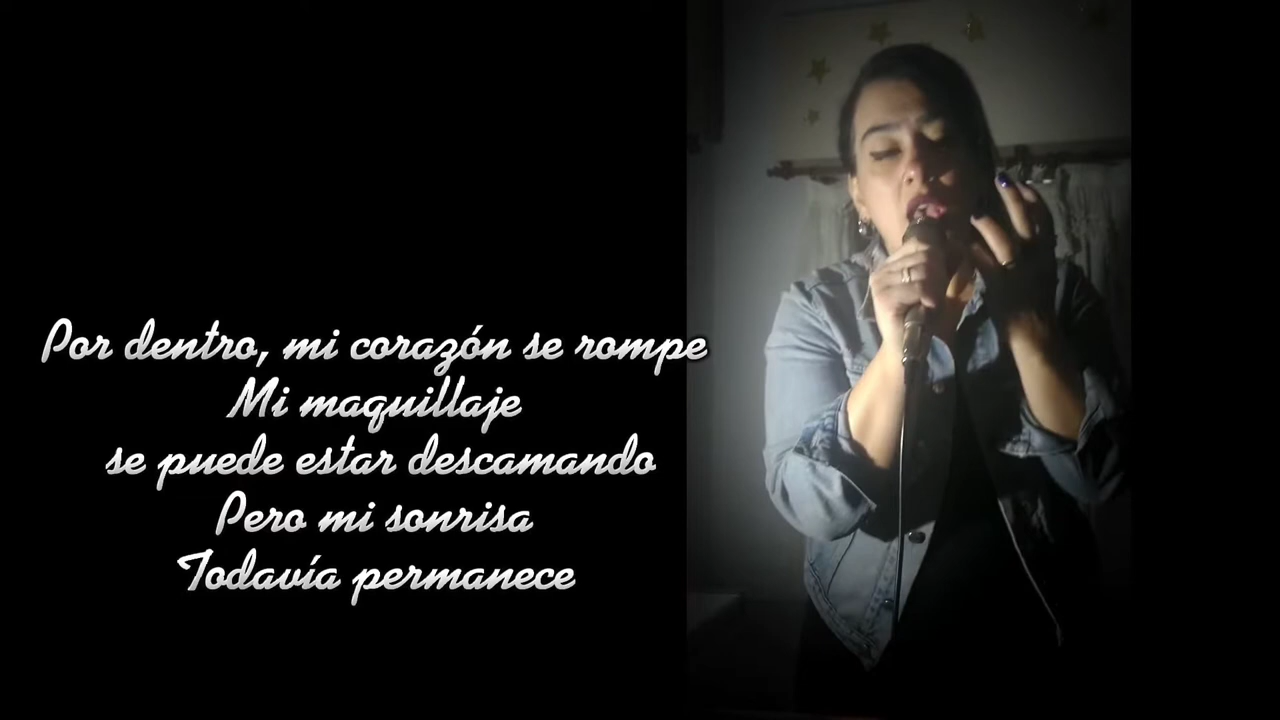 Por dentro, mi corazón se rompe
Mi maquillaje
se puede estar descamando
Pero mi sonrisa
Todavía permanece